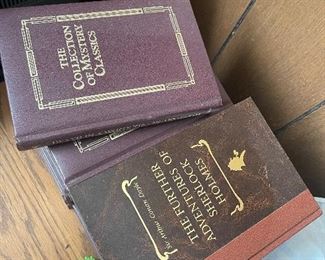 THE
COLLECTION
OF MYSTERY
CLASSICS
THE FURTHER
ADVENTURES OF
SHERLOCK
HOLMES
Sir Arthur Conan Doyle